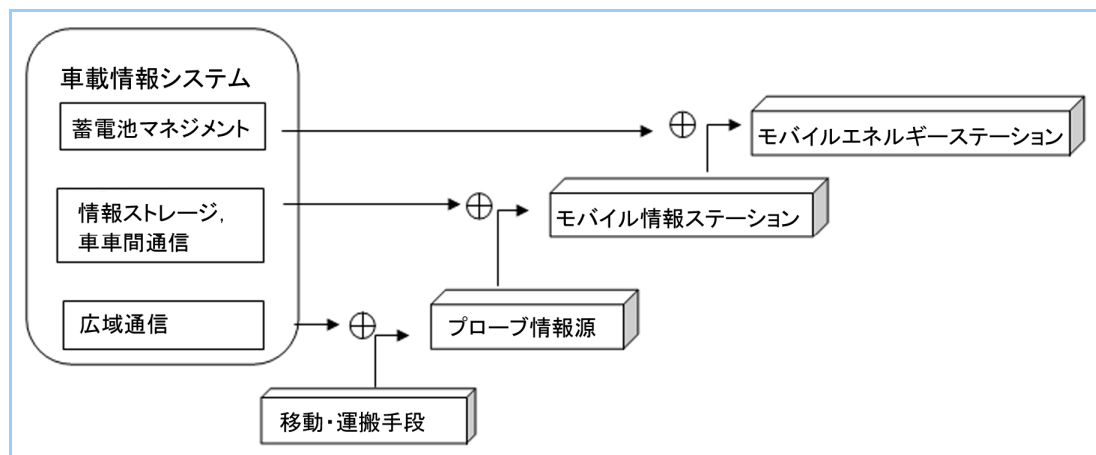 車載情報システム
蓄電池マネジメント
モバイルエネルギーステーション
情報ストレージ,
車車間通信
モバイル情報ステーション
広域通信
プローブ情報源
移動・運搬手段